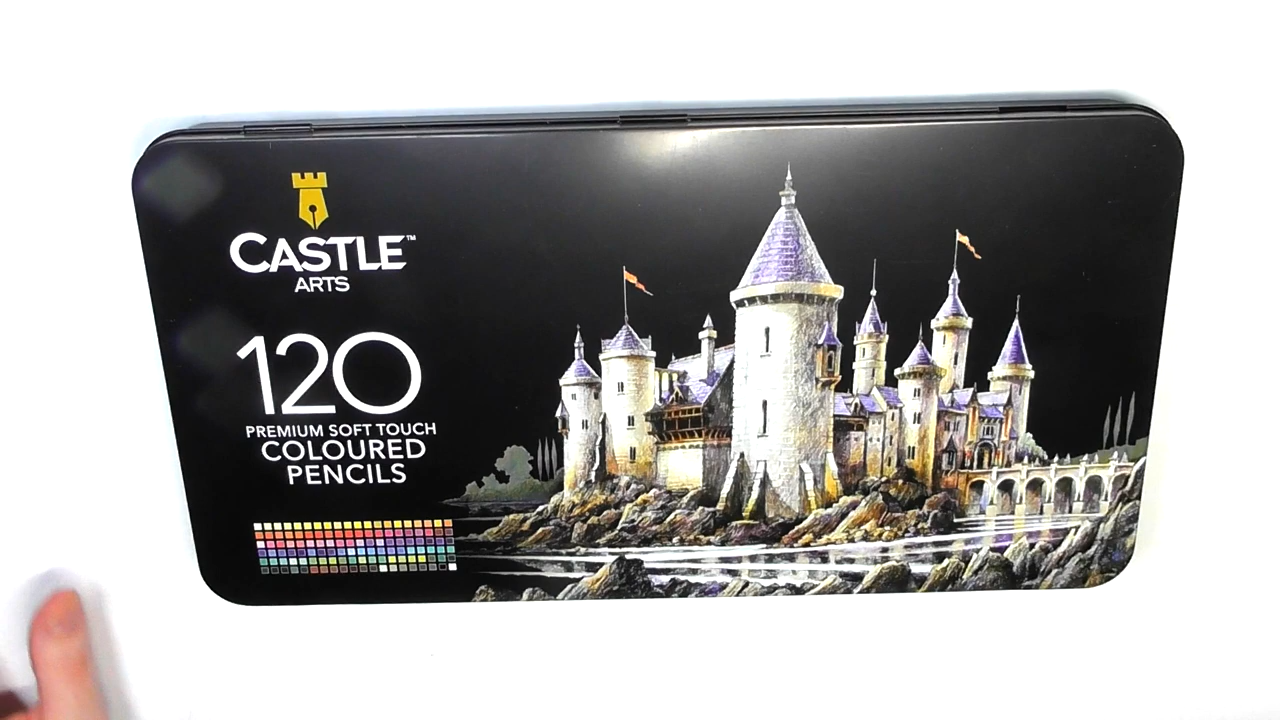 CASTLE™
ARTS
120
PREMIUM SOFT TOUCH
COLOURED
PENCILS